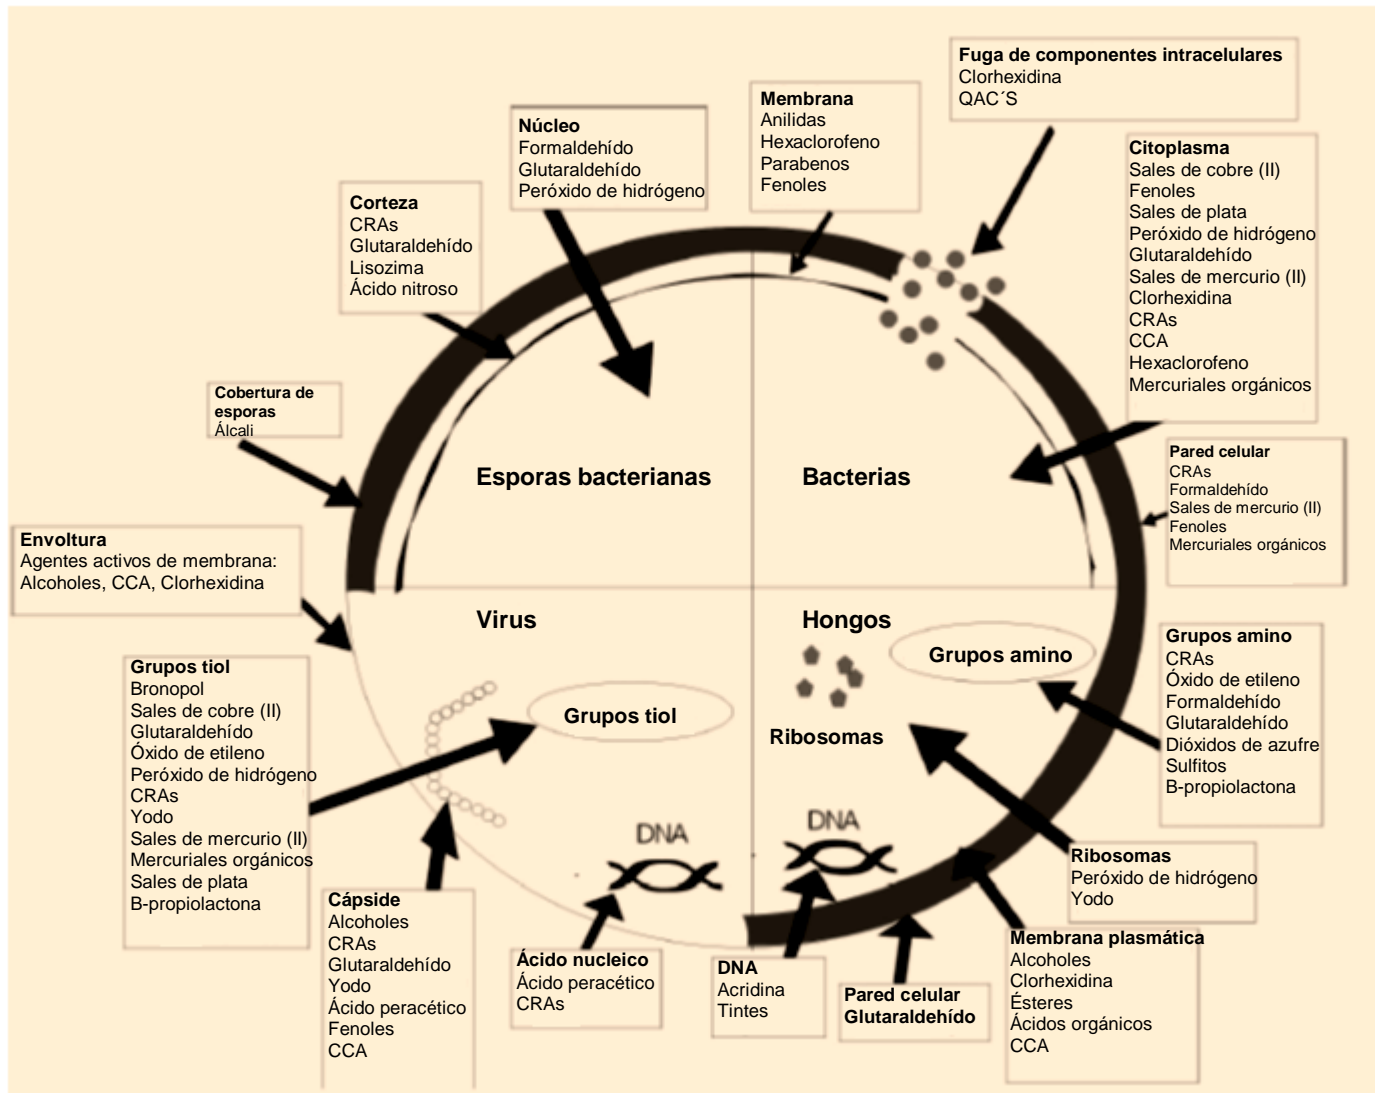 Fuga de componentes intracelulares
Clorhexidina
QAC´S
Membrana
Anilidas
Hexaclorofeno
Parabenos
Fenoles
Núcleo
Formaldehído
Glutaraldehído
Peróxido de hidrógeno
Citoplasma
Sales de cobre (II)
Fenoles
Sales de plata
Peróxido de hidrógeno
Glutaraldehído
Sales de mercurio (II)
Clorhexidina
CRAs
CCA
Hexaclorofeno
Mercuriales orgánicos
Corteza
CRAs
Glutaraldehído
Lisozima
Ácido nitroso
Cobertura de
esporas
Álcali
Esporas bacterianas
Bacterias
Pared celular
CRAs
Formaldehído
Sales de mercurio (II)
Fenoles
Mercuriales orgánicos
Envoltura
Agentes activos de membrana:
Alcoholes, CCA, Clorhexidina
Virus
Hongos
Grupos amino
Grupos amino
CRAs
Óxido de etileno
Formaldehído
Glutaraldehído
Dióxidos de azufre
Sulfitos
B-propiolactona
Grupos tiol
Bronopol
Sales de cobre (II)
Glutaraldehído
Óxido de etileno
Peróxido de hidrógeno
CRAs
Yodo
Sales de mercurio (II)
Mercuriales orgánicos
Sales de plata
B-propiolactona
Grupos tiol
Ribosomas
DNA
DNA
Ribosomas
Peróxido de hidrógeno
Yodo
Cápside
Alcoholes
CRAs
Glutaraldehído
Yodo
Ácido peracético
Fenoles
CCA
Ácido nucleico
Ácido peracético
CRAs
DNA
Acridina
Tintes
Pared celular
Glutaraldehído
Membrana plasmática
Alcoholes
Clorhexidina
Ésteres
Ácidos orgánicos
CCA